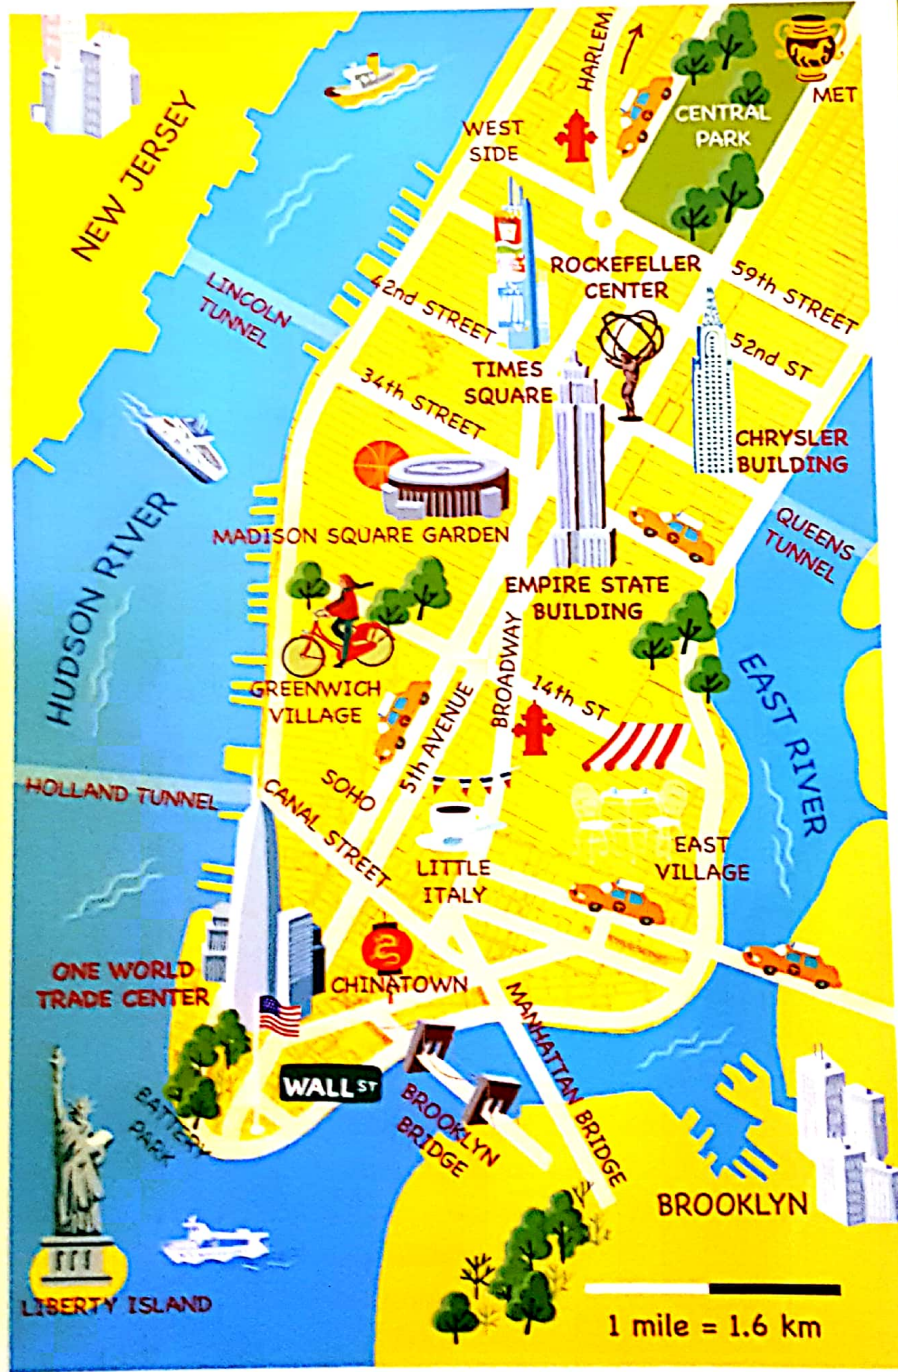 HARLEM
MET
CENTRAL
PARK
WEST
SIDE
NEW JERSEY
LINCOLN
TUNNEL
ROCKEFELLER
CENTER
59th STREET
42nd STREET
52nd ST
TIMES
SQUARE
34th STREET
CHRYSLER
BUILDING
MADISON SQUARE GARDEN
QUEENS
TUNNEL
HUDSON RIVER
EMPIRE STATE
BUILDING
GREENWICH
VILLAGE
BROADWAY
14th ST
EAST RIVER
5th AVENUE
SOHO
HOLLAND TUNNEL
CANAL STREET
LITTLE
ITALY
EAST
VILLAGE
ONE WORLD
TRADE CENTER
CHINATOWN
MANHATTAN BRIDGE
WALL ST
BATTERY
PARK
BROOKLYN
BRIDGE
BROOKLYN
LIBERTY ISLAND
1 mile = 1.6 km